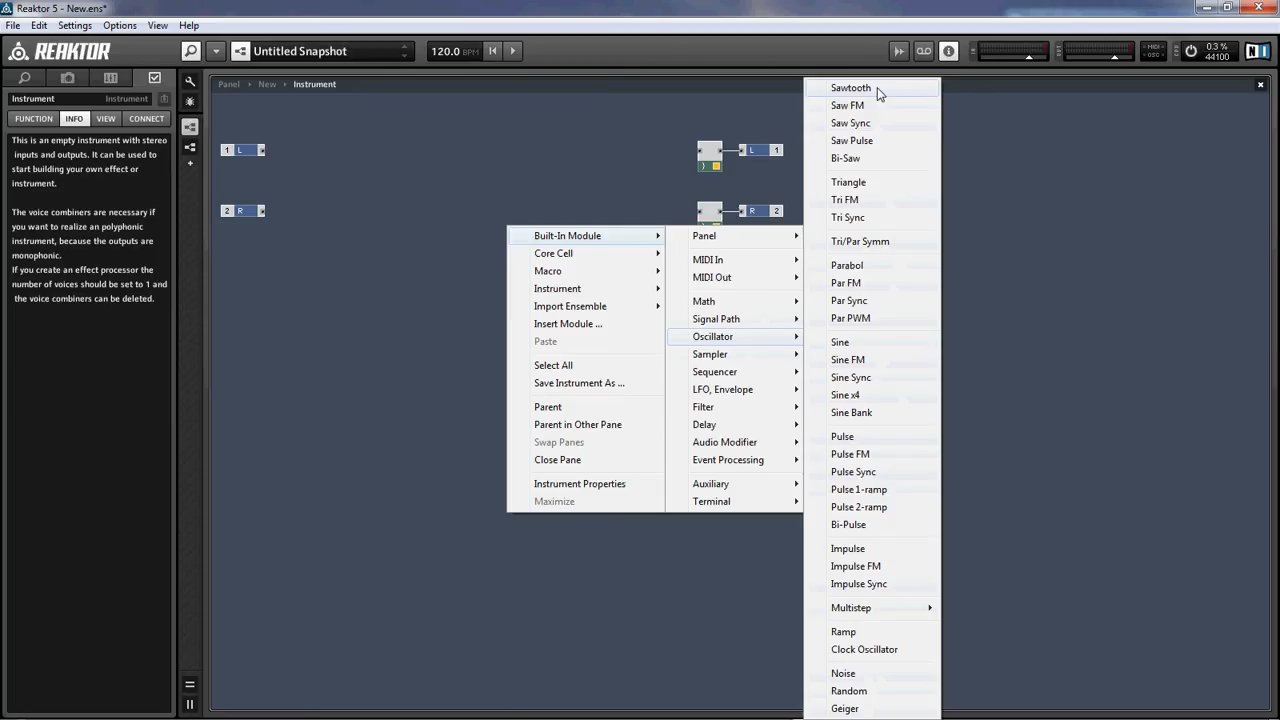 Reaktor 5 - New.ens*
File Edit Settings Options View Help
REAKTOR
Untitled Snapshot
120.0 BPM
MIDI
OSC
0.3 %
44100
NI
Instrument Instrument
FUNCTION INFO VIEW CONNECT
This is an empty instrument with stereo
inputs and outputs. It can be used to
start building your own effect or
instrument.
The voice combiners are necessary if
you want to realize an polyphonic
instrument, because the outputs are
monophonic.
If you create an effect processor the
number of voices should be set to 1 and
the voice combiners can be deleted.
Panel New Instrument
1 L
L 1
2 R
R 2
Built-In Module
Core Cell
Macro
Instrument
Import Ensemble
Insert Module ...
Paste
Select All
Save Instrument As ...
Parent
Parent in Other Pane
Swap Panes
Close Pane
Instrument Properties
Maximize
Panel
MIDI In
MIDI Out
Math
Signal Path
Oscillator
Sampler
Sequencer
LFO, Envelope
Filter
Delay
Audio Modifier
Event Processing
Auxiliary
Terminal
Sawtooth
Saw FM
Saw Sync
Saw Pulse
Bi-Saw
Triangle
Tri FM
Tri Sync
Tri/Par Symm
Parabol
Par FM
Par Sync
Par PWM
Sine
Sine FM
Sine Sync
Sine x4
Sine Bank
Pulse
Pulse FM
Pulse Sync
Pulse 1-ramp
Pulse 2-ramp
Bi-Pulse
Impulse
Impulse FM
Impulse Sync
Multistep
Ramp
Clock Oscillator
Noise
Random
Geiger